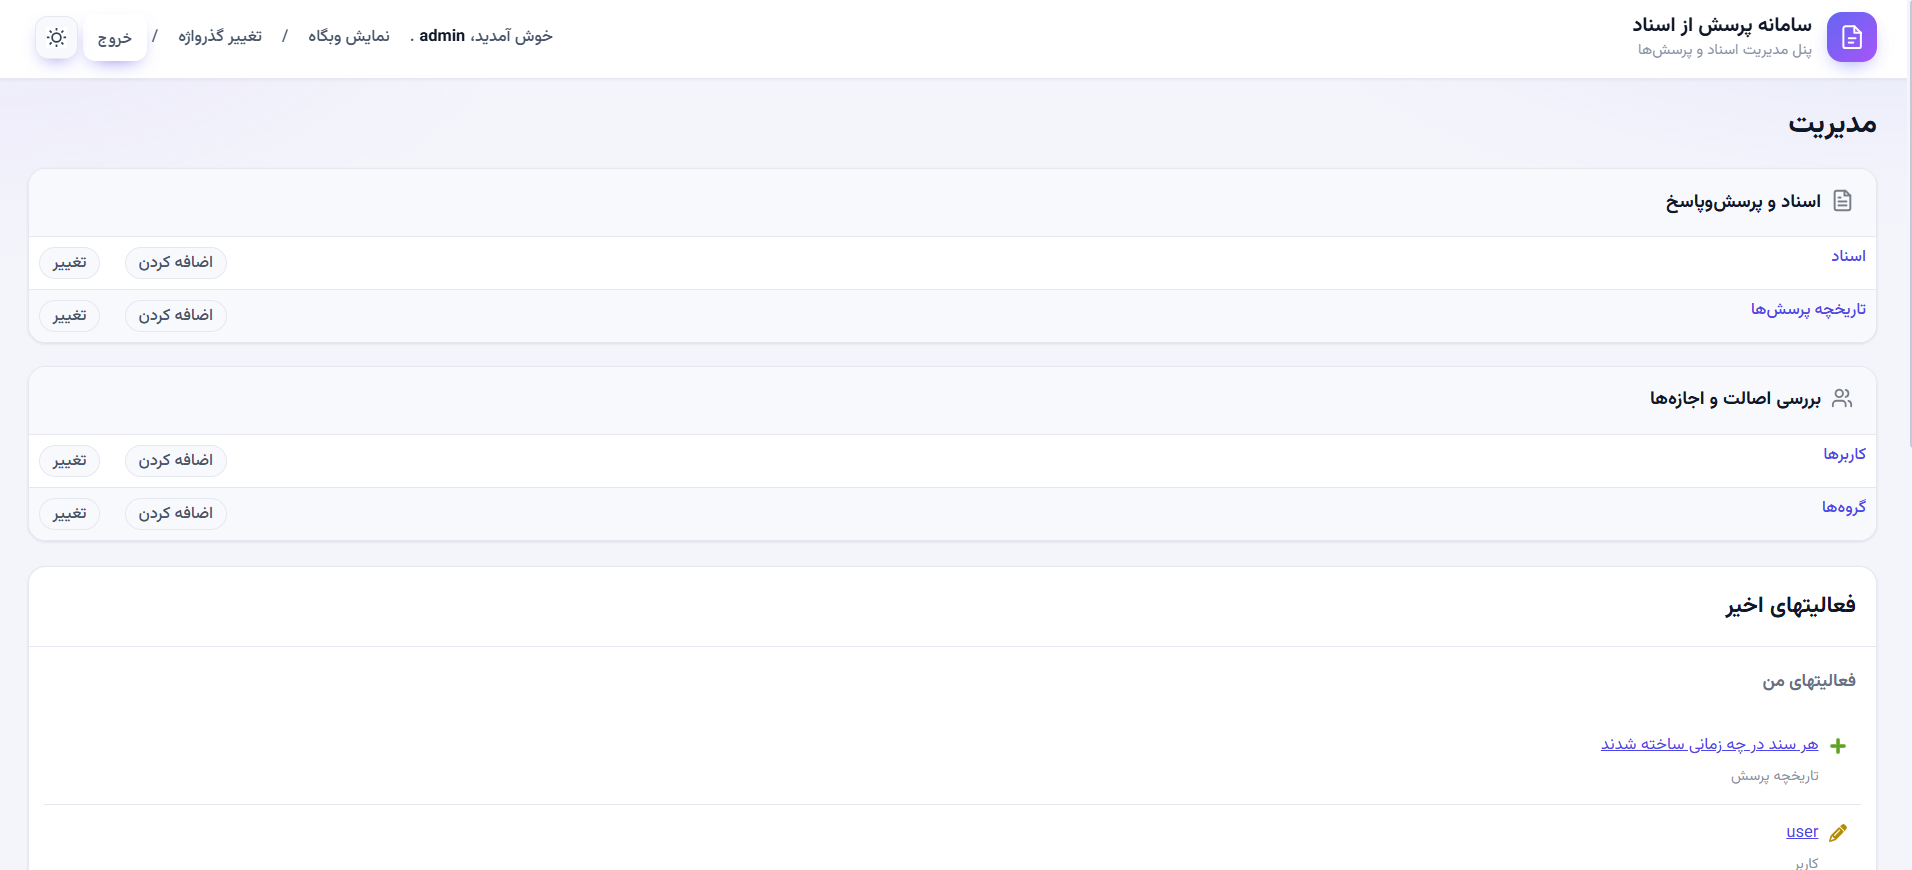 سامانه پرسش از اسناد
پنل مدیریت اسناد و پرسش‌ها
خوش آمدید، admin .
نمایش وبگاه / تغییر گذرواژه / خروج
مدیریت
اسناد و پرسش‌وپاسخ
اسناد اضافه کردن تغییر
تاریخچه پرسش‌ها اضافه کردن تغییر
بررسی اصالت و اجازه‌ها
کاربرها اضافه کردن تغییر
گروه‌ها اضافه کردن تغییر
فعالیتهای اخیر
فعالیتهای من
هر سند در چه زمانی ساخته شدند
تاریخچه پرسش
user
کاربر